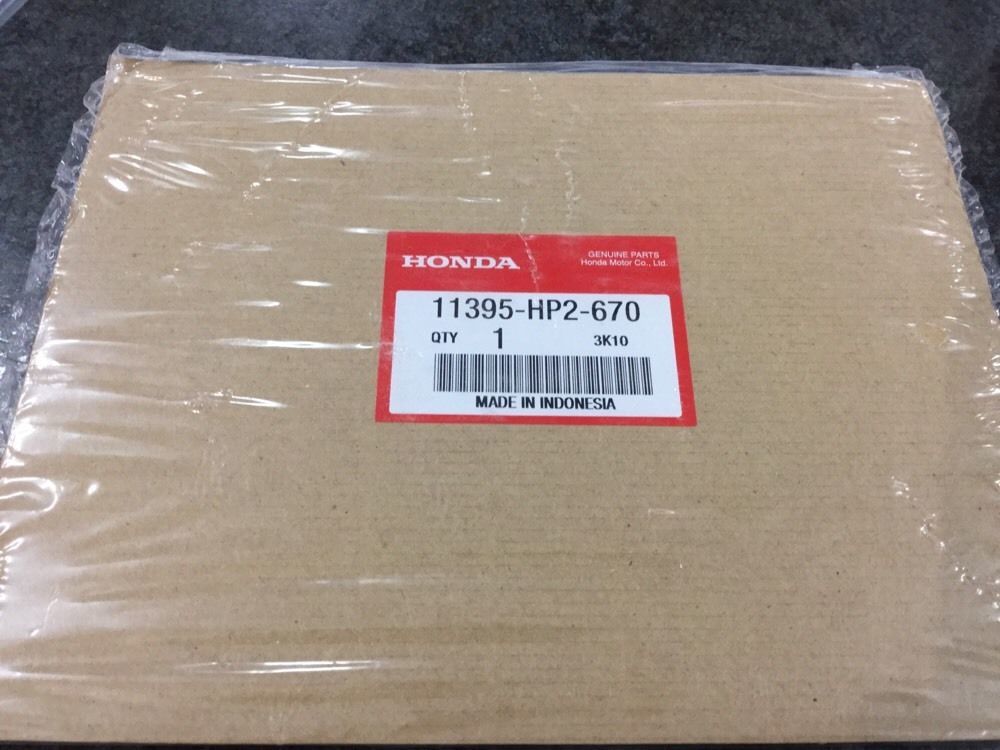 HONDA
GENUINE PARTS
Honda Motor Co., Ltd.
11395-HP2-670
QTY 1 3K10
MADE IN INDONESIA